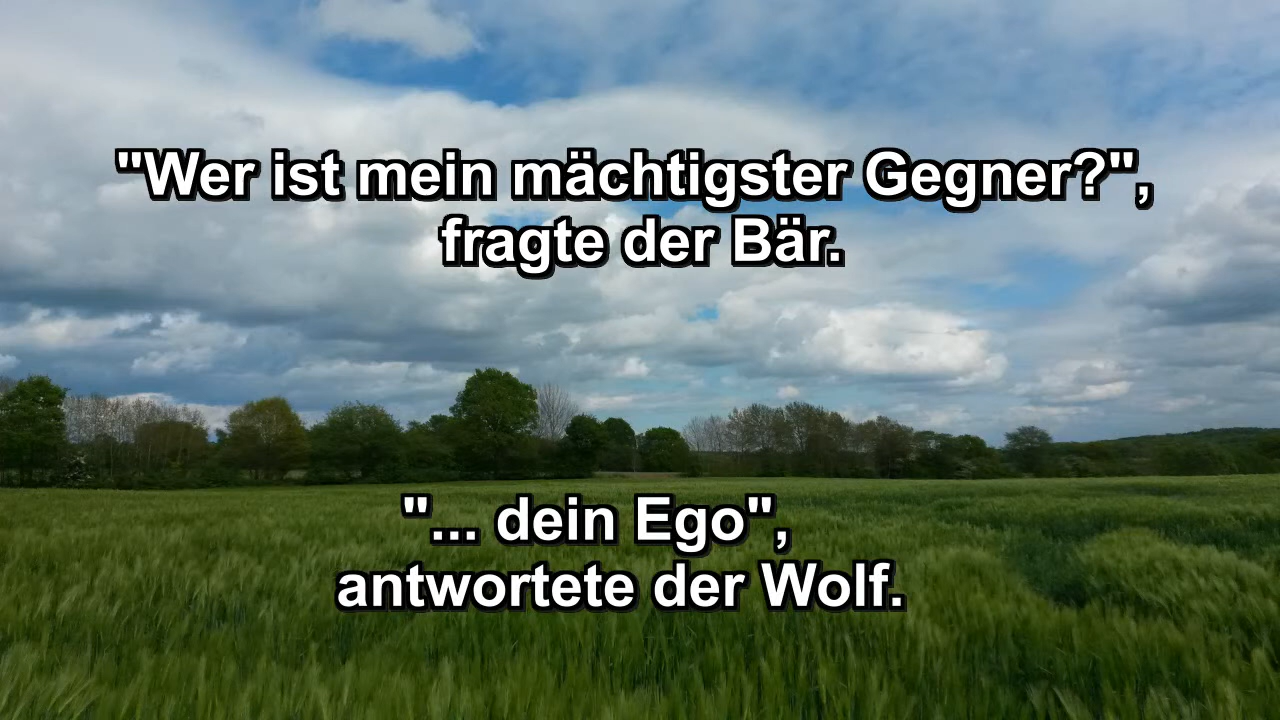 "Wer ist mein mächtigster Gegner?",
fragte der Bär.
"... dein Ego",
antwortete der Wolf.